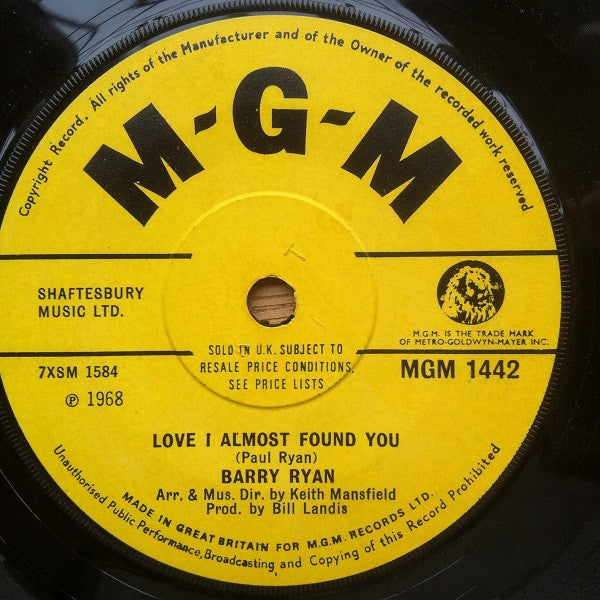 Copyright Record. All rights of the Manufacturer and of the Owner of the recorded work reserved
M-G-M
SHAFTESBURY
MUSIC LTD.
M.G.M. IS THE TRADE MARK
OF METRO-GOLDWYN-MAYER INC.
SOLD IN U.K. SUBJECT TO
RESALE PRICE CONDITIONS,
SEE PRICE LISTS
7XSM 1584
℗ 1968
MGM 1442
LOVE I ALMOST FOUND YOU
(Paul Ryan)
BARRY RYAN
Arr. & Mus. Dir. by Keith Mansfield
Prod. by Bill Landis
MADE IN GREAT BRITAIN FOR M.G.M. RECORDS LTD.
Unauthorised Public Performance, Broadcasting and Copying of this Record Prohibited